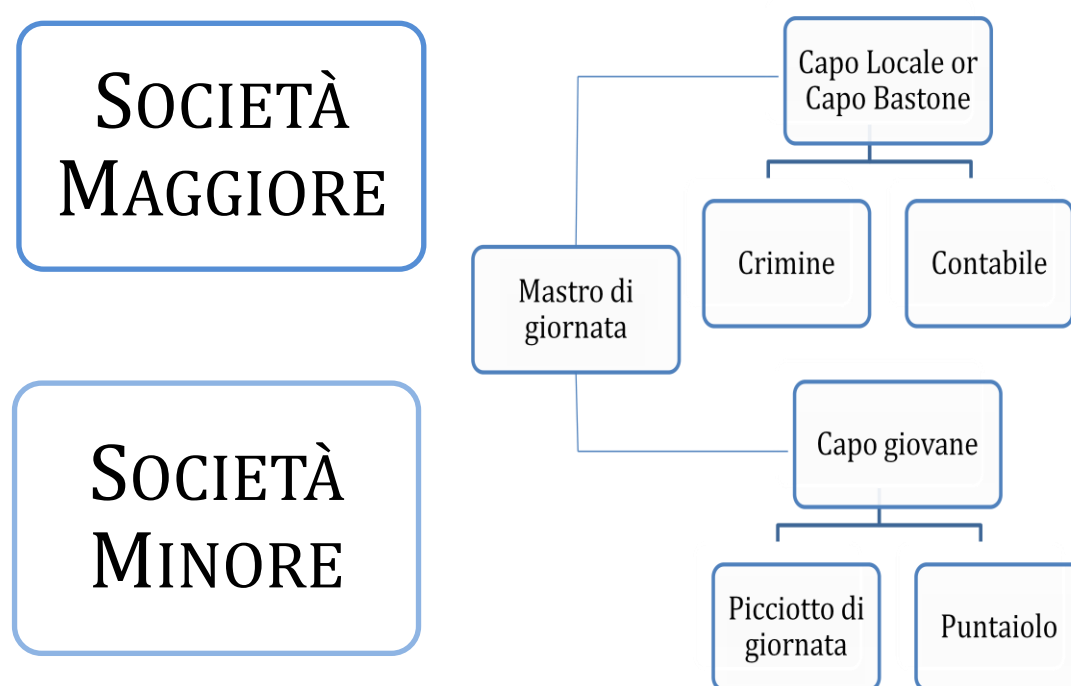 SOCIETÀ
MAGGIORE
Capo Locale or
Capo Bastone
Crimine
Contabile
Mastro di
giornata
SOCIETÀ
MINORE
Capo giovane
Picciotto di
giornata
Puntaiolo